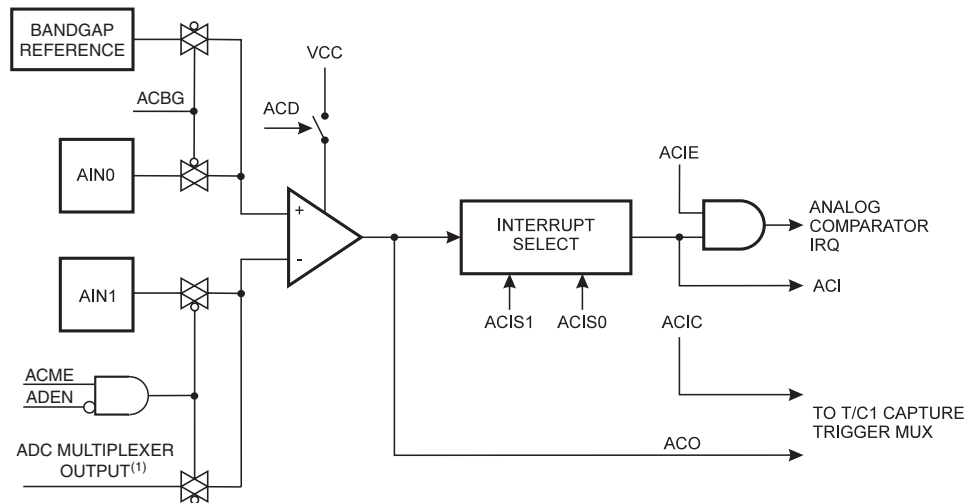 BANDGAP
REFERENCE
VCC
ACBG
ACD
AIN0
ACIE
+
INTERRUPT
SELECT
ANALOG
COMPARATOR
IRQ
-
AIN1
ACI
ACIS1
ACIS0
ACIC
ACME
ADEN
TO T/C1 CAPTURE
TRIGGER MUX
ADC MULTIPLEXER
OUTPUT(1)
ACO